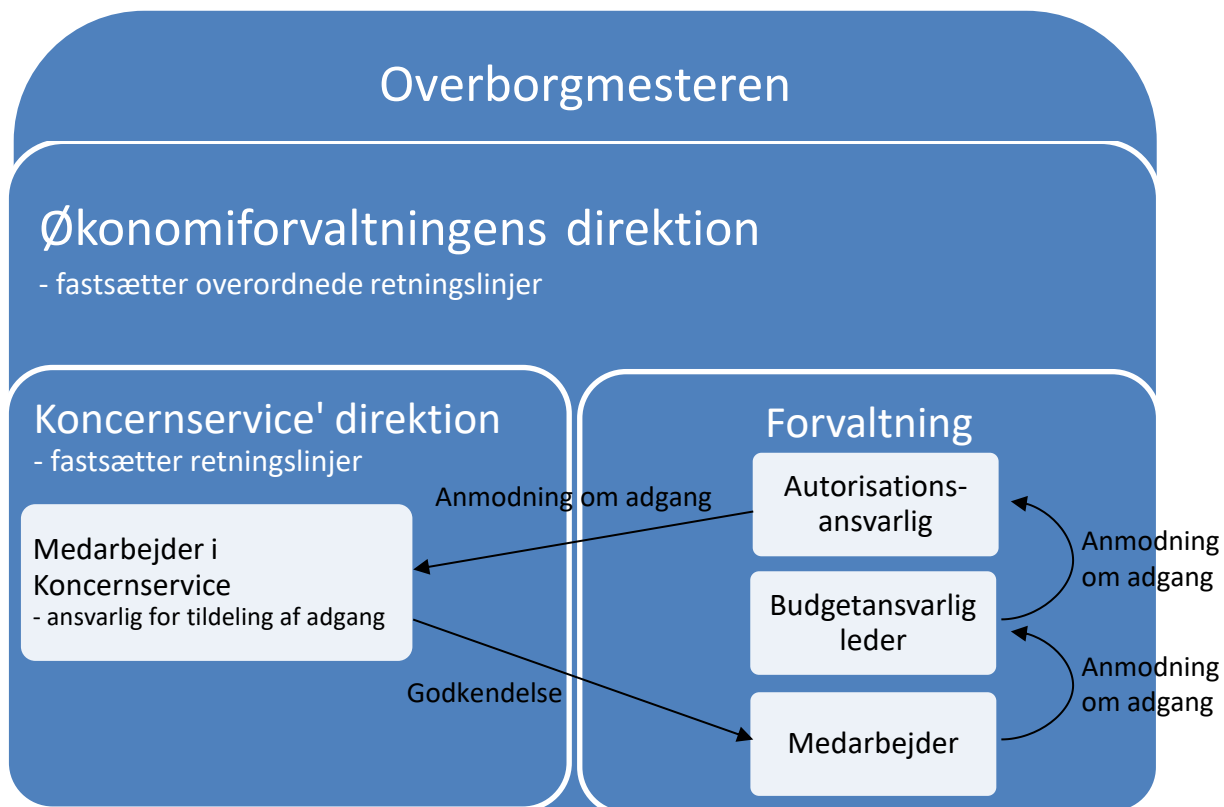 Overborgmesteren
Økonomiforvaltningens direktion
- fastsætter overordnede retningslinjer
Koncernservice' direktion
- fastsætter retningslinjer
Medarbejder i
Koncernservice
- ansvarlig for tildeling af adgang
Anmodning om adgang
Godkendelse
Forvaltning
Autorisations-
ansvarlig
Budgetansvarlig
leder
Medarbejder
Anmodning
om adgang
Anmodning
om adgang